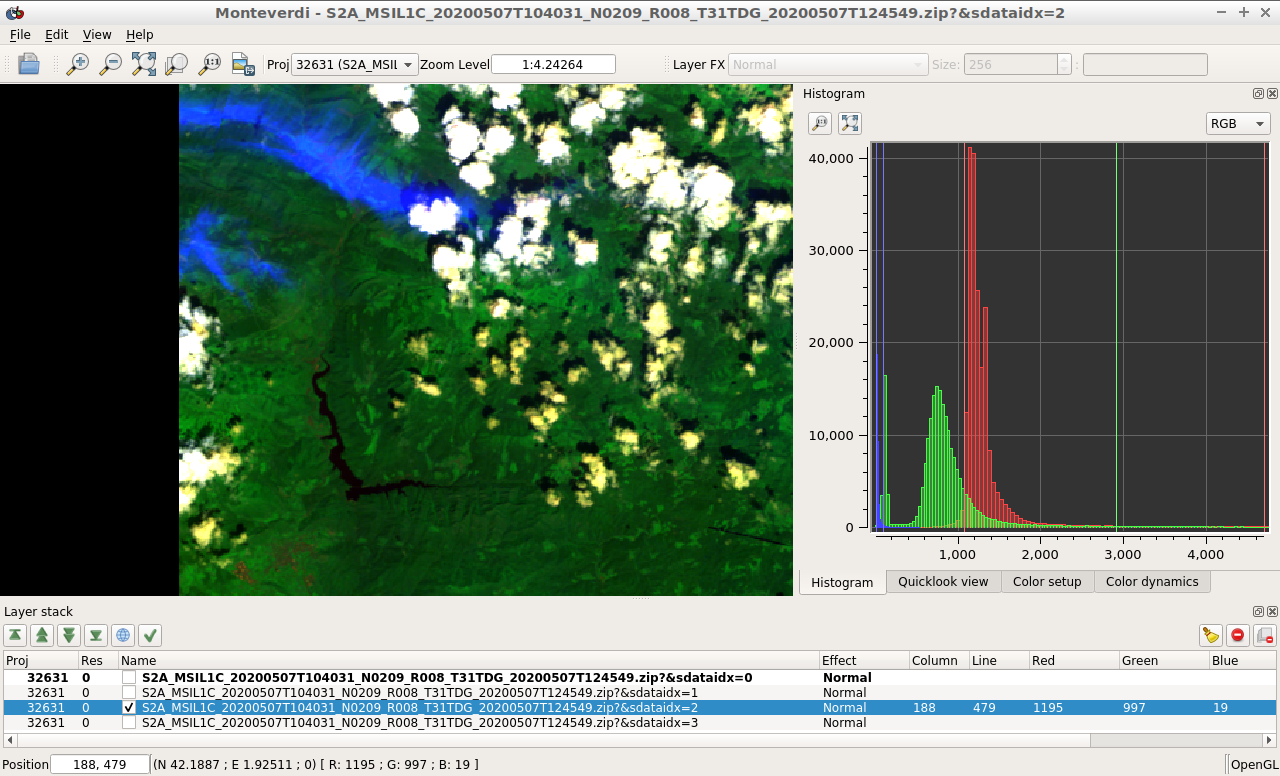 Monteverdi - S2A_MSIL1C_20200507T104031_N0209_R008_T31TDG_20200507T124549.zip?&sdataidx=2
File Edit View Help
Proj 32631 (S2A_MSIL Zoom Level 1:4.24264 Layer FX Normal Size: 256 :
Histogram
RGB
40,000
30,000
20,000
10,000
0
1,000 2,000 3,000 4,000
Histogram Quicklook view Color setup Color dynamics
Layer stack
Proj Res Name Effect Column Line Red Green Blue
32631 0 S2A_MSIL1C_20200507T104031_N0209_R008_T31TDG_20200507T124549.zip?&sdataidx=0 Normal
32631 0 S2A_MSIL1C_20200507T104031_N0209_R008_T31TDG_20200507T124549.zip?&sdataidx=1 Normal
32631 0 S2A_MSIL1C_20200507T104031_N0209_R008_T31TDG_20200507T124549.zip?&sdataidx=2 Normal 188 479 1195 997 19
32631 0 S2A_MSIL1C_20200507T104031_N0209_R008_T31TDG_20200507T124549.zip?&sdataidx=3 Normal
Position 188, 479 (N 42.1887 ; E 1.92511 ; 0) [ R: 1195 ; G: 997 ; B: 19 ] OpenGL